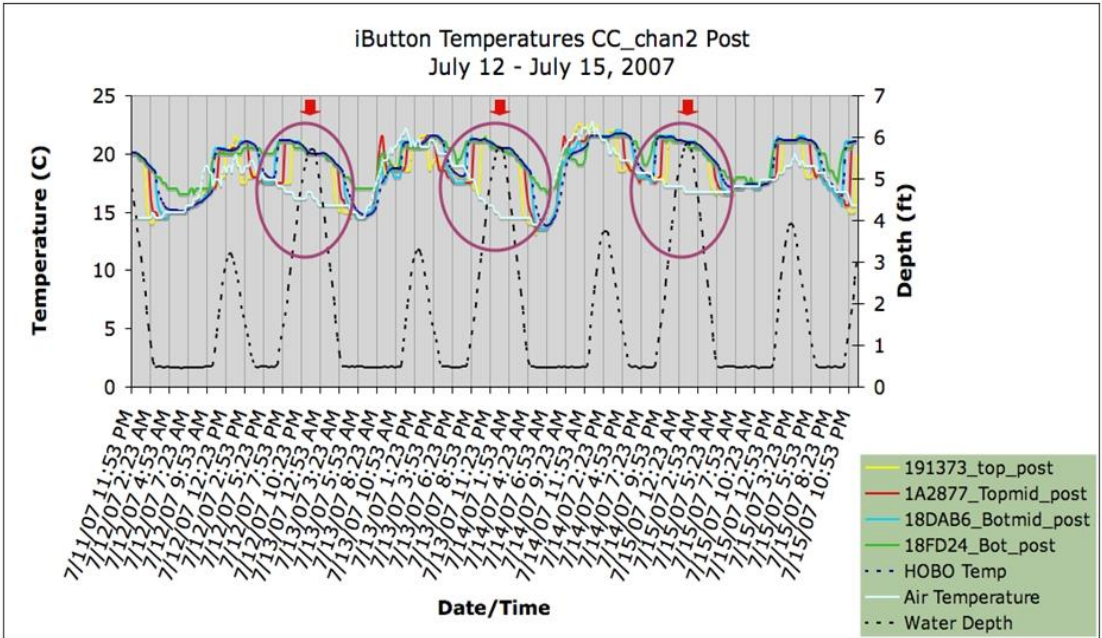 iButton Temperatures CC_chan2 Post
July 12 - July 15, 2007
Temperature (C)
25
20
15
10
5
0
Depth (ft)
7
6
5
4
3
2
1
0
7/11/07 11:53 PM
7/12/07 2:23 AM
7/12/07 4:53 AM
7/12/07 7:23 AM
7/12/07 9:53 AM
7/12/07 12:23 PM
7/12/07 2:53 PM
7/12/07 5:23 PM
7/12/07 7:53 PM
7/12/07 10:23 PM
7/13/07 12:53 AM
7/13/07 3:23 AM
7/13/07 5:53 AM
7/13/07 8:23 AM
7/13/07 10:53 AM
7/13/07 1:23 PM
7/13/07 3:53 PM
7/13/07 6:23 PM
7/13/07 8:53 PM
7/13/07 11:23 PM
7/14/07 1:53 AM
7/14/07 4:23 AM
7/14/07 6:53 AM
7/14/07 9:23 AM
7/14/07 11:53 AM
7/14/07 2:23 PM
7/14/07 4:53 PM
7/14/07 7:23 PM
7/14/07 9:53 PM
7/15/07 12:23 AM
7/15/07 2:53 AM
7/15/07 5:23 AM
7/15/07 7:53 AM
7/15/07 10:23 AM
7/15/07 12:53 PM
7/15/07 3:23 PM
7/15/07 5:53 PM
7/15/07 8:23 PM
7/15/07 10:53 PM
Date/Time
191373_top_post
1A2877_Topmid_post
18DAB6_Botmid_post
18FD24_Bot_post
HOBO Temp
Air Temperature
Water Depth